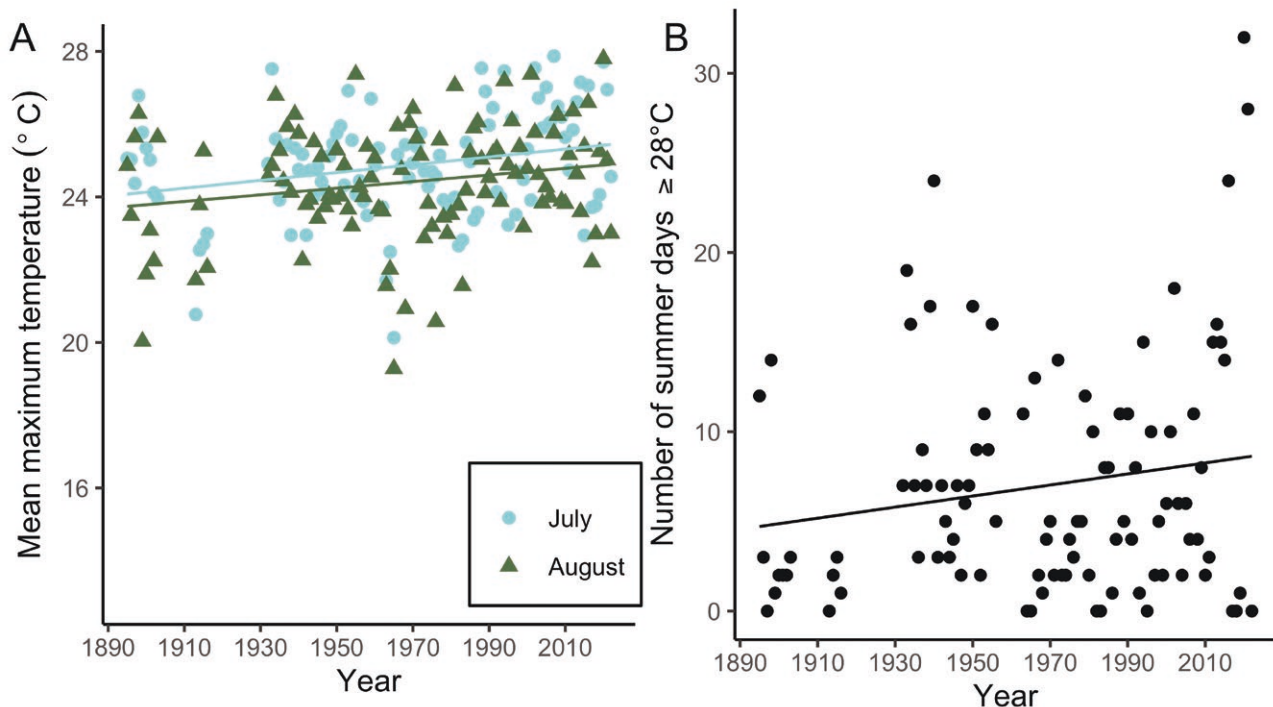 A
Mean maximum temperature (°C)
28
24
20
16
1890
1910
1930
1950
1970
1990
2010
Year
July
August
B
Number of summer days ≥ 28°C
30
20
10
0
1890
1910
1930
1950
1970
1990
2010
Year